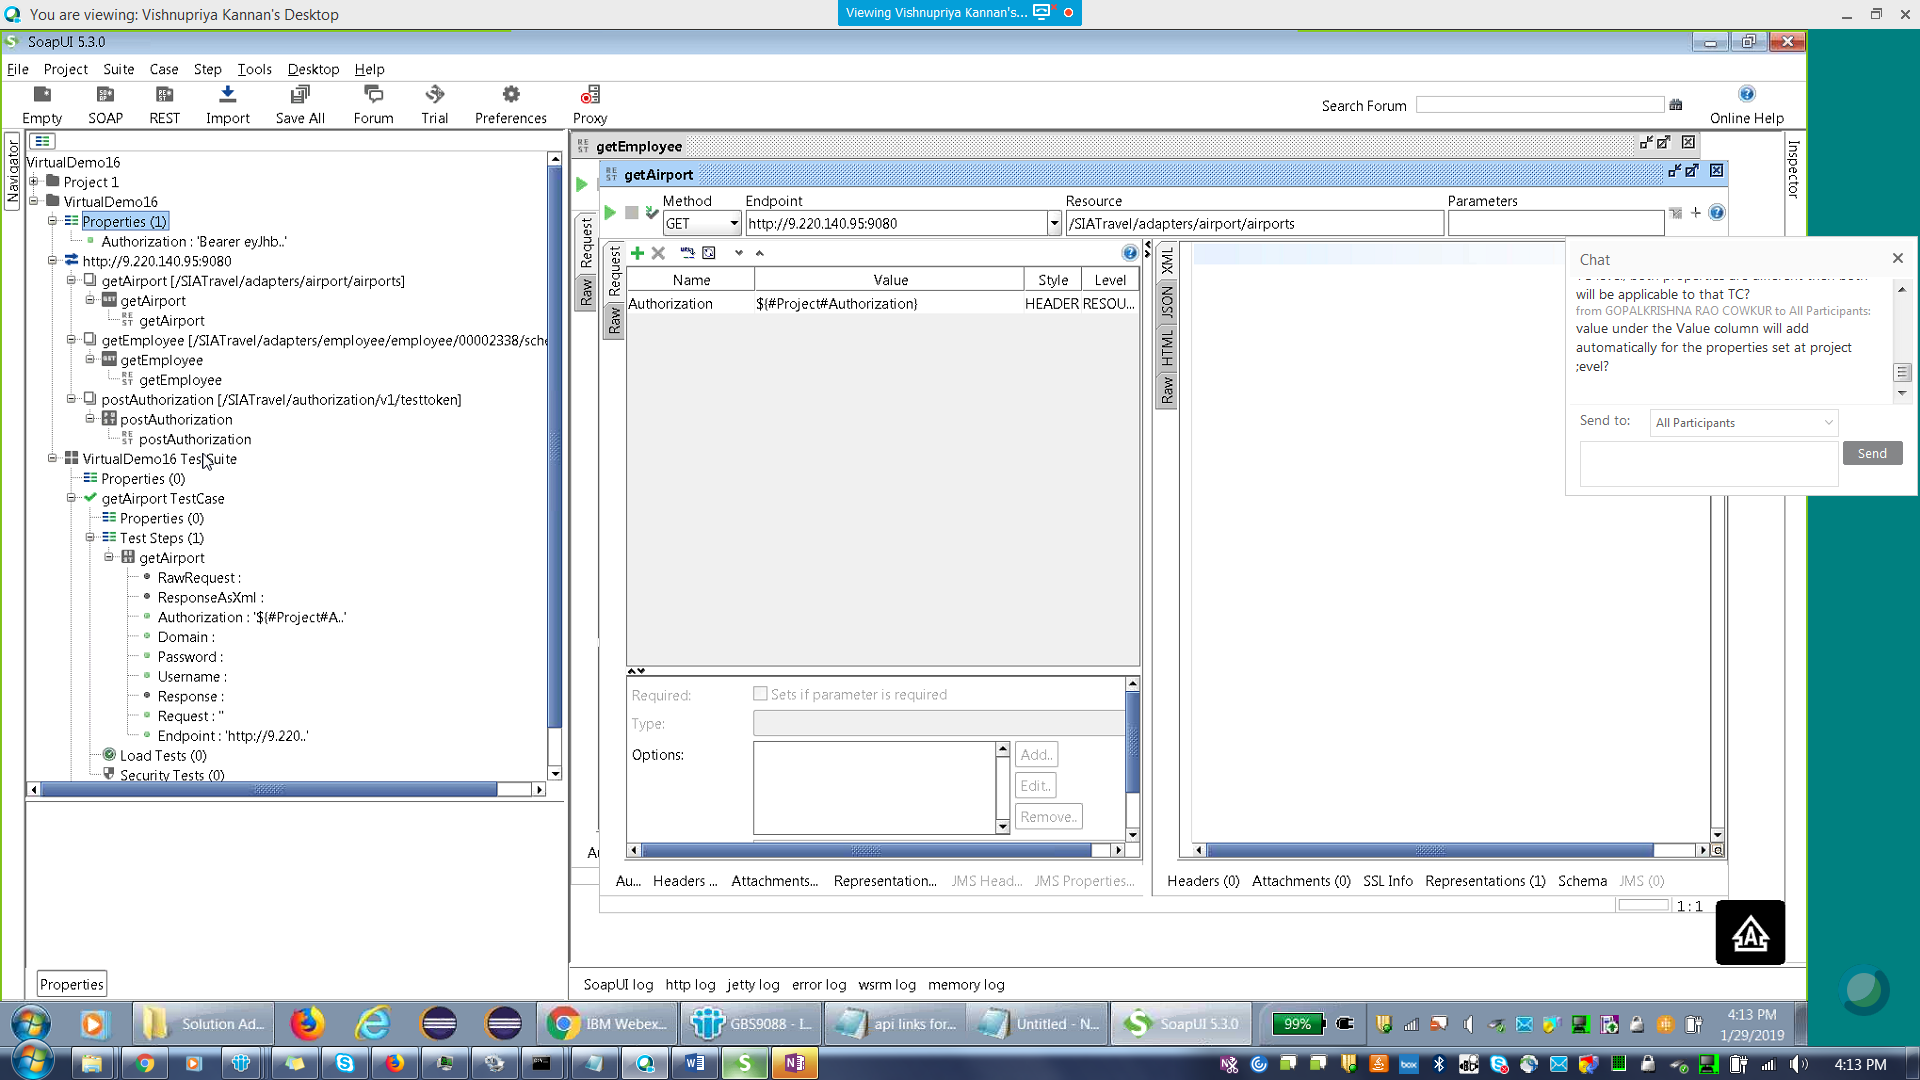 You are viewing: Vishnupriya Kannan's Desktop
Viewing Vishnupriya Kannan's...
SoapUI 5.3.0
File Project Suite Case Step Tools Desktop Help
Empty SOAP REST Import Save All Forum Trial Preferences Proxy
Search Forum
Online Help
Navigator
VirtualDemo16
Project 1
VirtualDemo16
Properties (1)
Authorization : 'Bearer eyJhb..'
http://9.220.140.95:9080
getAirport [/SIATravel/adapters/airport/airports]
getAirport
getAirport
getEmployee [/SIATravel/adapters/employee/employee/00002338/sche
getEmployee
getEmployee
postAuthorization [/SIATravel/authorization/v1/testtoken]
postAuthorization
postAuthorization
VirtualDemo16 TestSuite
Properties (0)
getAirport TestCase
Properties (0)
Test Steps (1)
getAirport
RawRequest :
ResponseAsXml :
Authorization : '${#Project#A..'
Domain :
Password :
Username :
Response :
Request : ''
Endpoint : 'http://9.220..'
Load Tests (0)
Security Tests (0)
Properties
getEmployee
getAirport
Method Endpoint Resource Parameters
GET http://9.220.140.95:9080 /SIATravel/adapters/airport/airports
Request
Raw
Request
Raw
Name Value Style Level
Authorization ${#Project#Authorization} HEADER RESOU...
Required: Sets if parameter is required
Type:
Options:
Add..
Edit..
Remove..
Au... Headers ... Attachments... Representation... JMS Head... JMS Properties...
XML
JSON
HTML
Raw
Headers (0) Attachments (0) SSL Info Representations (1) Schema JMS (0)
1 : 1
Inspector
Chat
will be applicable to that TC?
from GOPALKRISHNA RAO COWKUR to All Participants:
value under the Value column will add
automatically for the properties set at project
;evel?
Send to: All Participants
Send
SoapUI log http log jetty log error log wsrm log memory log
Solution Ad... IBM Webex... GBS9088 - I... api links for... Untitled - N... SoapUI 5.3.0 99% 4:13 PM
1/29/2019
4:13 PM